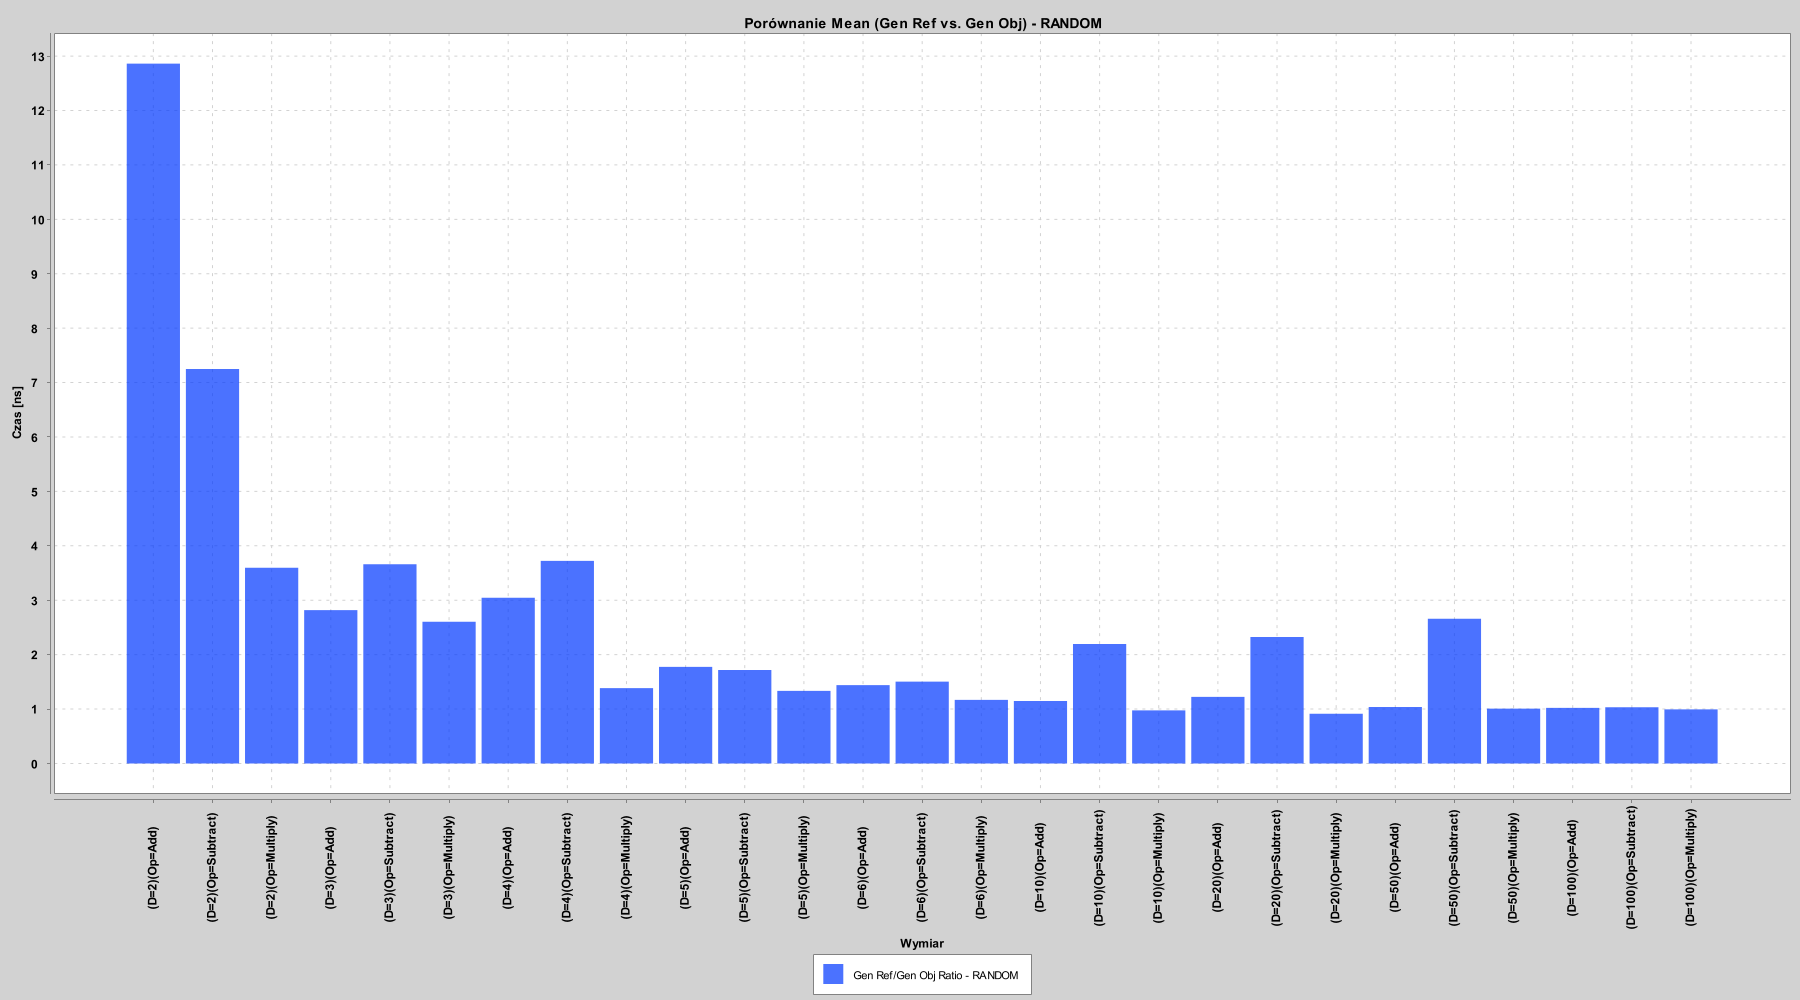 Porównanie Mean (Gen Ref vs. Gen Obj) - RANDOM
Czas [ns]
13
12
11
10
9
8
7
6
5
4
3
2
1
0
(D=2)(Op=Add)
(D=2)(Op=Subtract)
(D=2)(Op=Multiply)
(D=3)(Op=Add)
(D=3)(Op=Subtract)
(D=3)(Op=Multiply)
(D=4)(Op=Add)
(D=4)(Op=Subtract)
(D=4)(Op=Multiply)
(D=5)(Op=Add)
(D=5)(Op=Subtract)
(D=5)(Op=Multiply)
(D=6)(Op=Add)
(D=6)(Op=Subtract)
(D=6)(Op=Multiply)
(D=10)(Op=Add)
(D=10)(Op=Subtract)
(D=10)(Op=Multiply)
(D=20)(Op=Add)
(D=20)(Op=Subtract)
(D=20)(Op=Multiply)
(D=50)(Op=Add)
(D=50)(Op=Subtract)
(D=50)(Op=Multiply)
(D=100)(Op=Add)
(D=100)(Op=Subtract)
(D=100)(Op=Multiply)
Wymiar
Gen Ref/Gen Obj Ratio - RANDOM